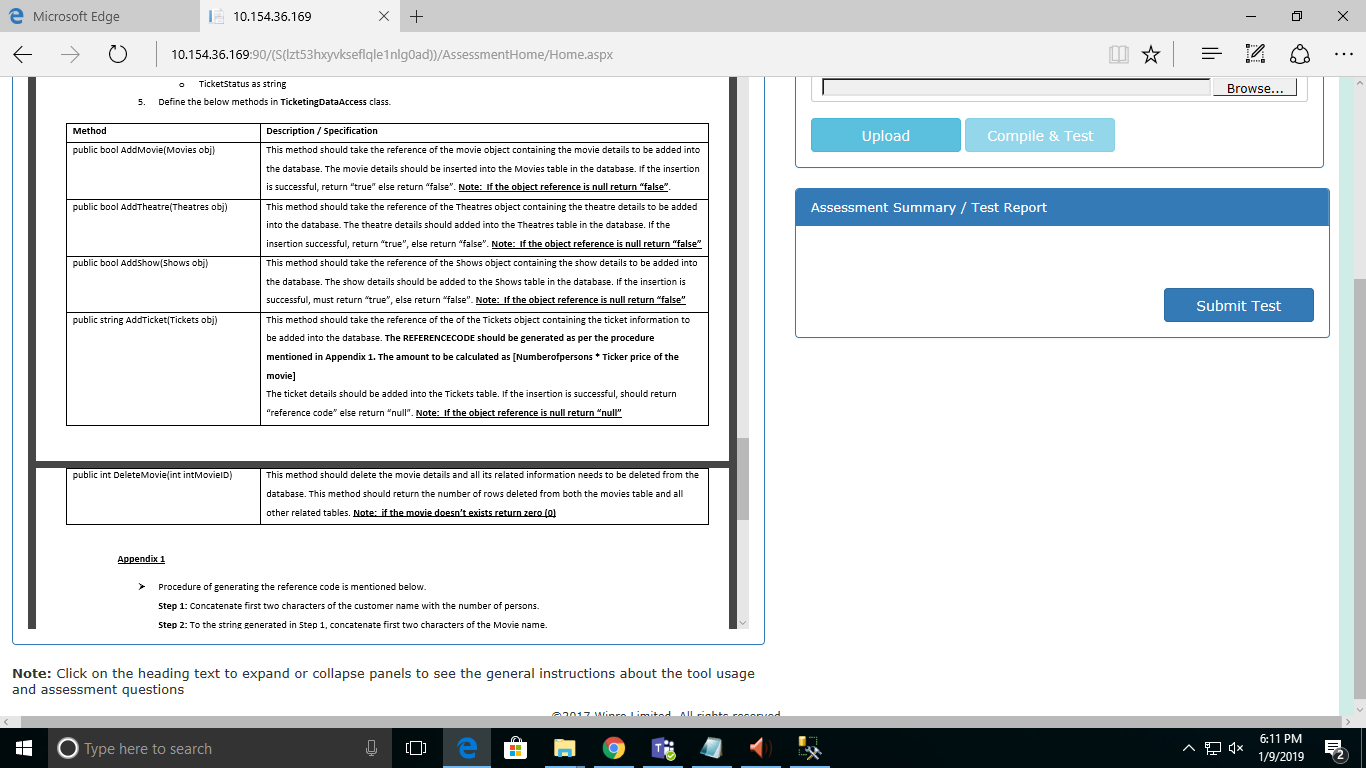 Microsoft Edge
10.154.36.169
10.154.36.169:90/(S(lzt53hxyvkseflqle1nlg0ad))/AssessmentHome/Home.aspx
o TicketStatus as string
5. Define the below methods in TicketingDataAccess class.
Method Description / Specification
public bool AddMovie(Movies obj) This method should take the reference of the movie object containing the movie details to be added into
the database. The movie details should be inserted into the Movies table in the database. If the insertion
is successful, return "true" else return "false". Note: If the object reference is null return "false".
public bool AddTheatre(Theatres obj) This method should take the reference of the Theatres object containing the theatre details to be added
into the database. The theatre details should added into the Theatres table in the database. If the
insertion successful, return "true", else return "false". Note: If the object reference is null return "false"
public bool AddShow(Shows obj) This method should take the reference of the Shows object containing the show details to be added into
the database. The show details should be added to the Shows table in the database. If the insertion is
successful, must return "true", else return "false". Note: If the object reference is null return "false"
public string AddTicket(Tickets obj) This method should take the reference of the of the Tickets object containing the ticket information to
be added into the database. The REFERENCECODE should be generated as per the procedure
mentioned in Appendix 1. The amount to be calculated as [Numberofpersons * Ticker price of the
movie]
The ticket details should be added into the Tickets table. If the insertion is successful, should return
"reference code" else return "null". Note: If the object reference is null return "null"
public int DeleteMovie(int intMovieID) This method should delete the movie details and all its related information needs to be deleted from the
database. This method should return the number of rows deleted from both the movies table and all
other related tables. Note: if the movie doesn't exists return zero (0)
Appendix 1
➤ Procedure of generating the reference code is mentioned below.
Step 1: Concatenate first two characters of the customer name with the number of persons.
Step 2: To the string generated in Step 1, concatenate first two characters of the Movie name.
Browse...
Upload Compile & Test
Assessment Summary / Test Report
Submit Test
Note: Click on the heading text to expand or collapse panels to see the general instructions about the tool usage
and assessment questions
©2017 Wipro Limited. All rights reserved
Type here to search
6:11 PM
1/9/2019
2